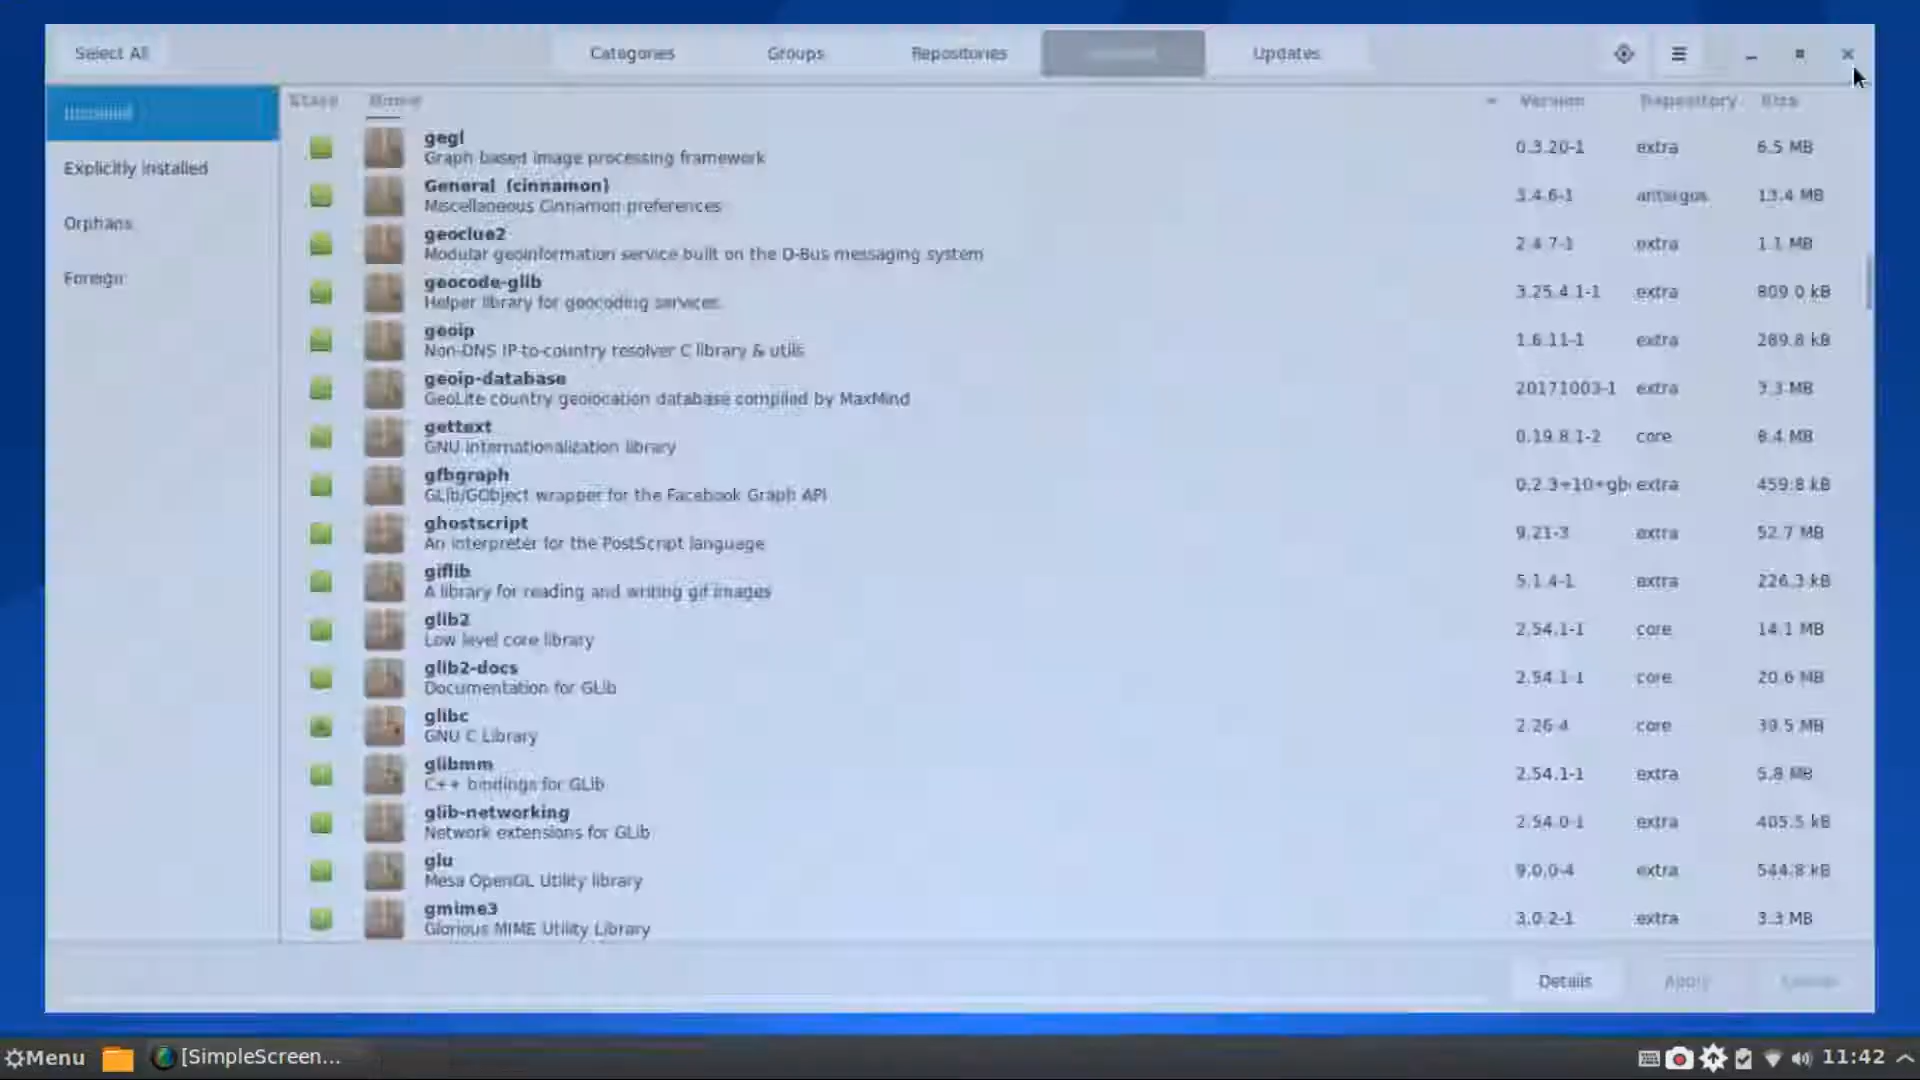 Select All
Categories
Groups
Repositories
Updates
Installed
Explicitly installed
Orphans
Foreign
State Name Version Repository Size
gegl
Graph based image processing framework
0.3.20-1 extra 6.5 MB
General (cinnamon)
Miscellaneous Cinnamon preferences
3.4.6-1 antergos 13.4 MB
geoclue2
Modular geoinformation service built on the D-Bus messaging system
2.4.7-1 extra 1.1 MB
geocode-glib
Helper library for geocoding services.
3.25.4.1-1 extra 809.0 kB
geoip
Non-DNS IP-to-country resolver C library & utils
1.6.11-1 extra 289.8 kB
geoip-database
GeoLite country geolocation database compiled by MaxMind
20171003-1 extra 3.3 MB
gettext
GNU internationalization library
0.19.8.1-2 core 8.4 MB
gfbgraph
GLib/GObject wrapper for the Facebook Graph API
0.2.3+10+gb extra 459.8 kB
ghostscript
An interpreter for the PostScript language
9.21-3 extra 52.7 MB
giflib
A library for reading and writing gif images
5.1.4-1 extra 226.3 kB
glib2
Low level core library
2.54.1-1 core 14.1 MB
glib2-docs
Documentation for GLib
2.54.1-1 core 20.6 MB
glibc
GNU C Library
2.26-4 core 39.5 MB
glibmm
C++ bindings for GLib
2.54.1-1 extra 5.8 MB
glib-networking
Network extensions for GLib
2.54.0-1 extra 405.5 kB
glu
Mesa OpenGL Utility library
9.0.0-4 extra 544.8 kB
gmime3
Glorious MIME Utility Library
3.0.2-1 extra 3.3 MB
Details
Apply
Cancel
Menu
[SimpleScreen...
11:42